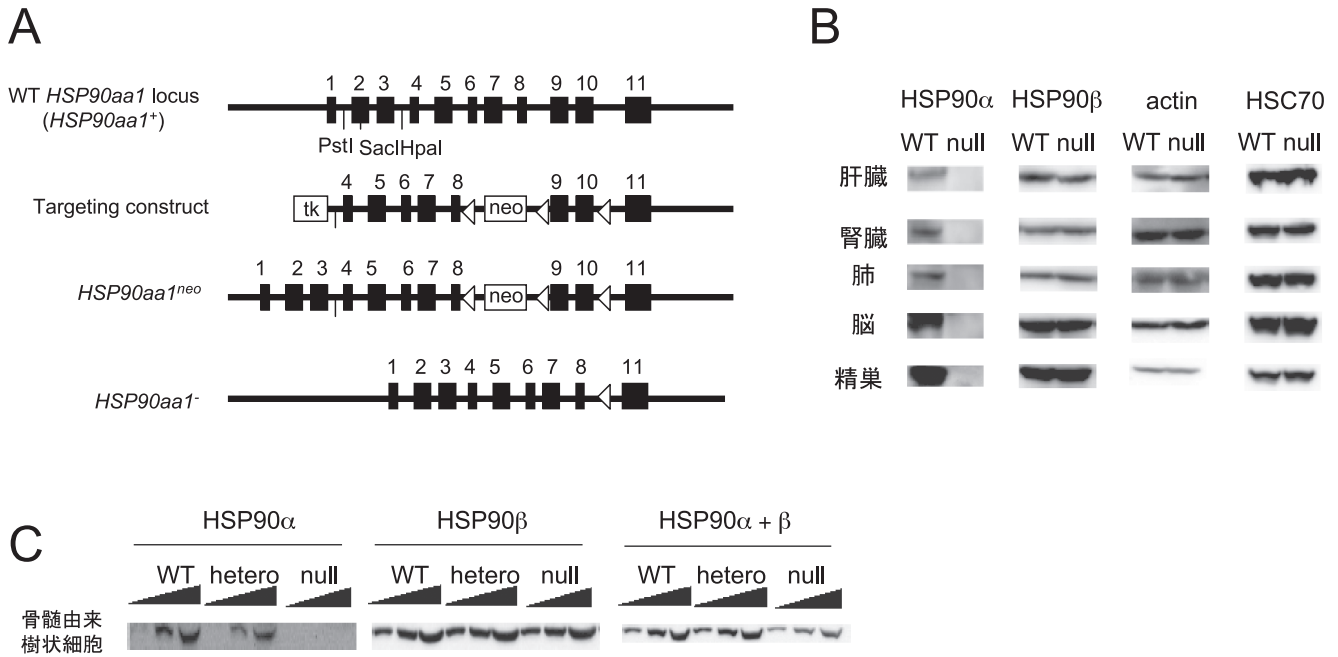 A
1 2 3 4 5 6 7 8 9 10 11
WT HSP90aa1 locus
(HSP90aa1+)
PstI SacI HpaI
4 5 6 7 8 9 10 11
Targeting construct
tk
neo
1 2 3 4 5 6 7 8 9 10 11
HSP90aa1neo
neo
1 2 3 4 5 6 7 8 11
HSP90aa1-
B
HSP90α HSP90β actin HSC70
WT null WT null WT null WT null
肝臓
腎臓
肺
脳
精巣
C
HSP90α HSP90β HSP90α + β
WT hetero null WT hetero null WT hetero null
骨髄由来
樹状細胞